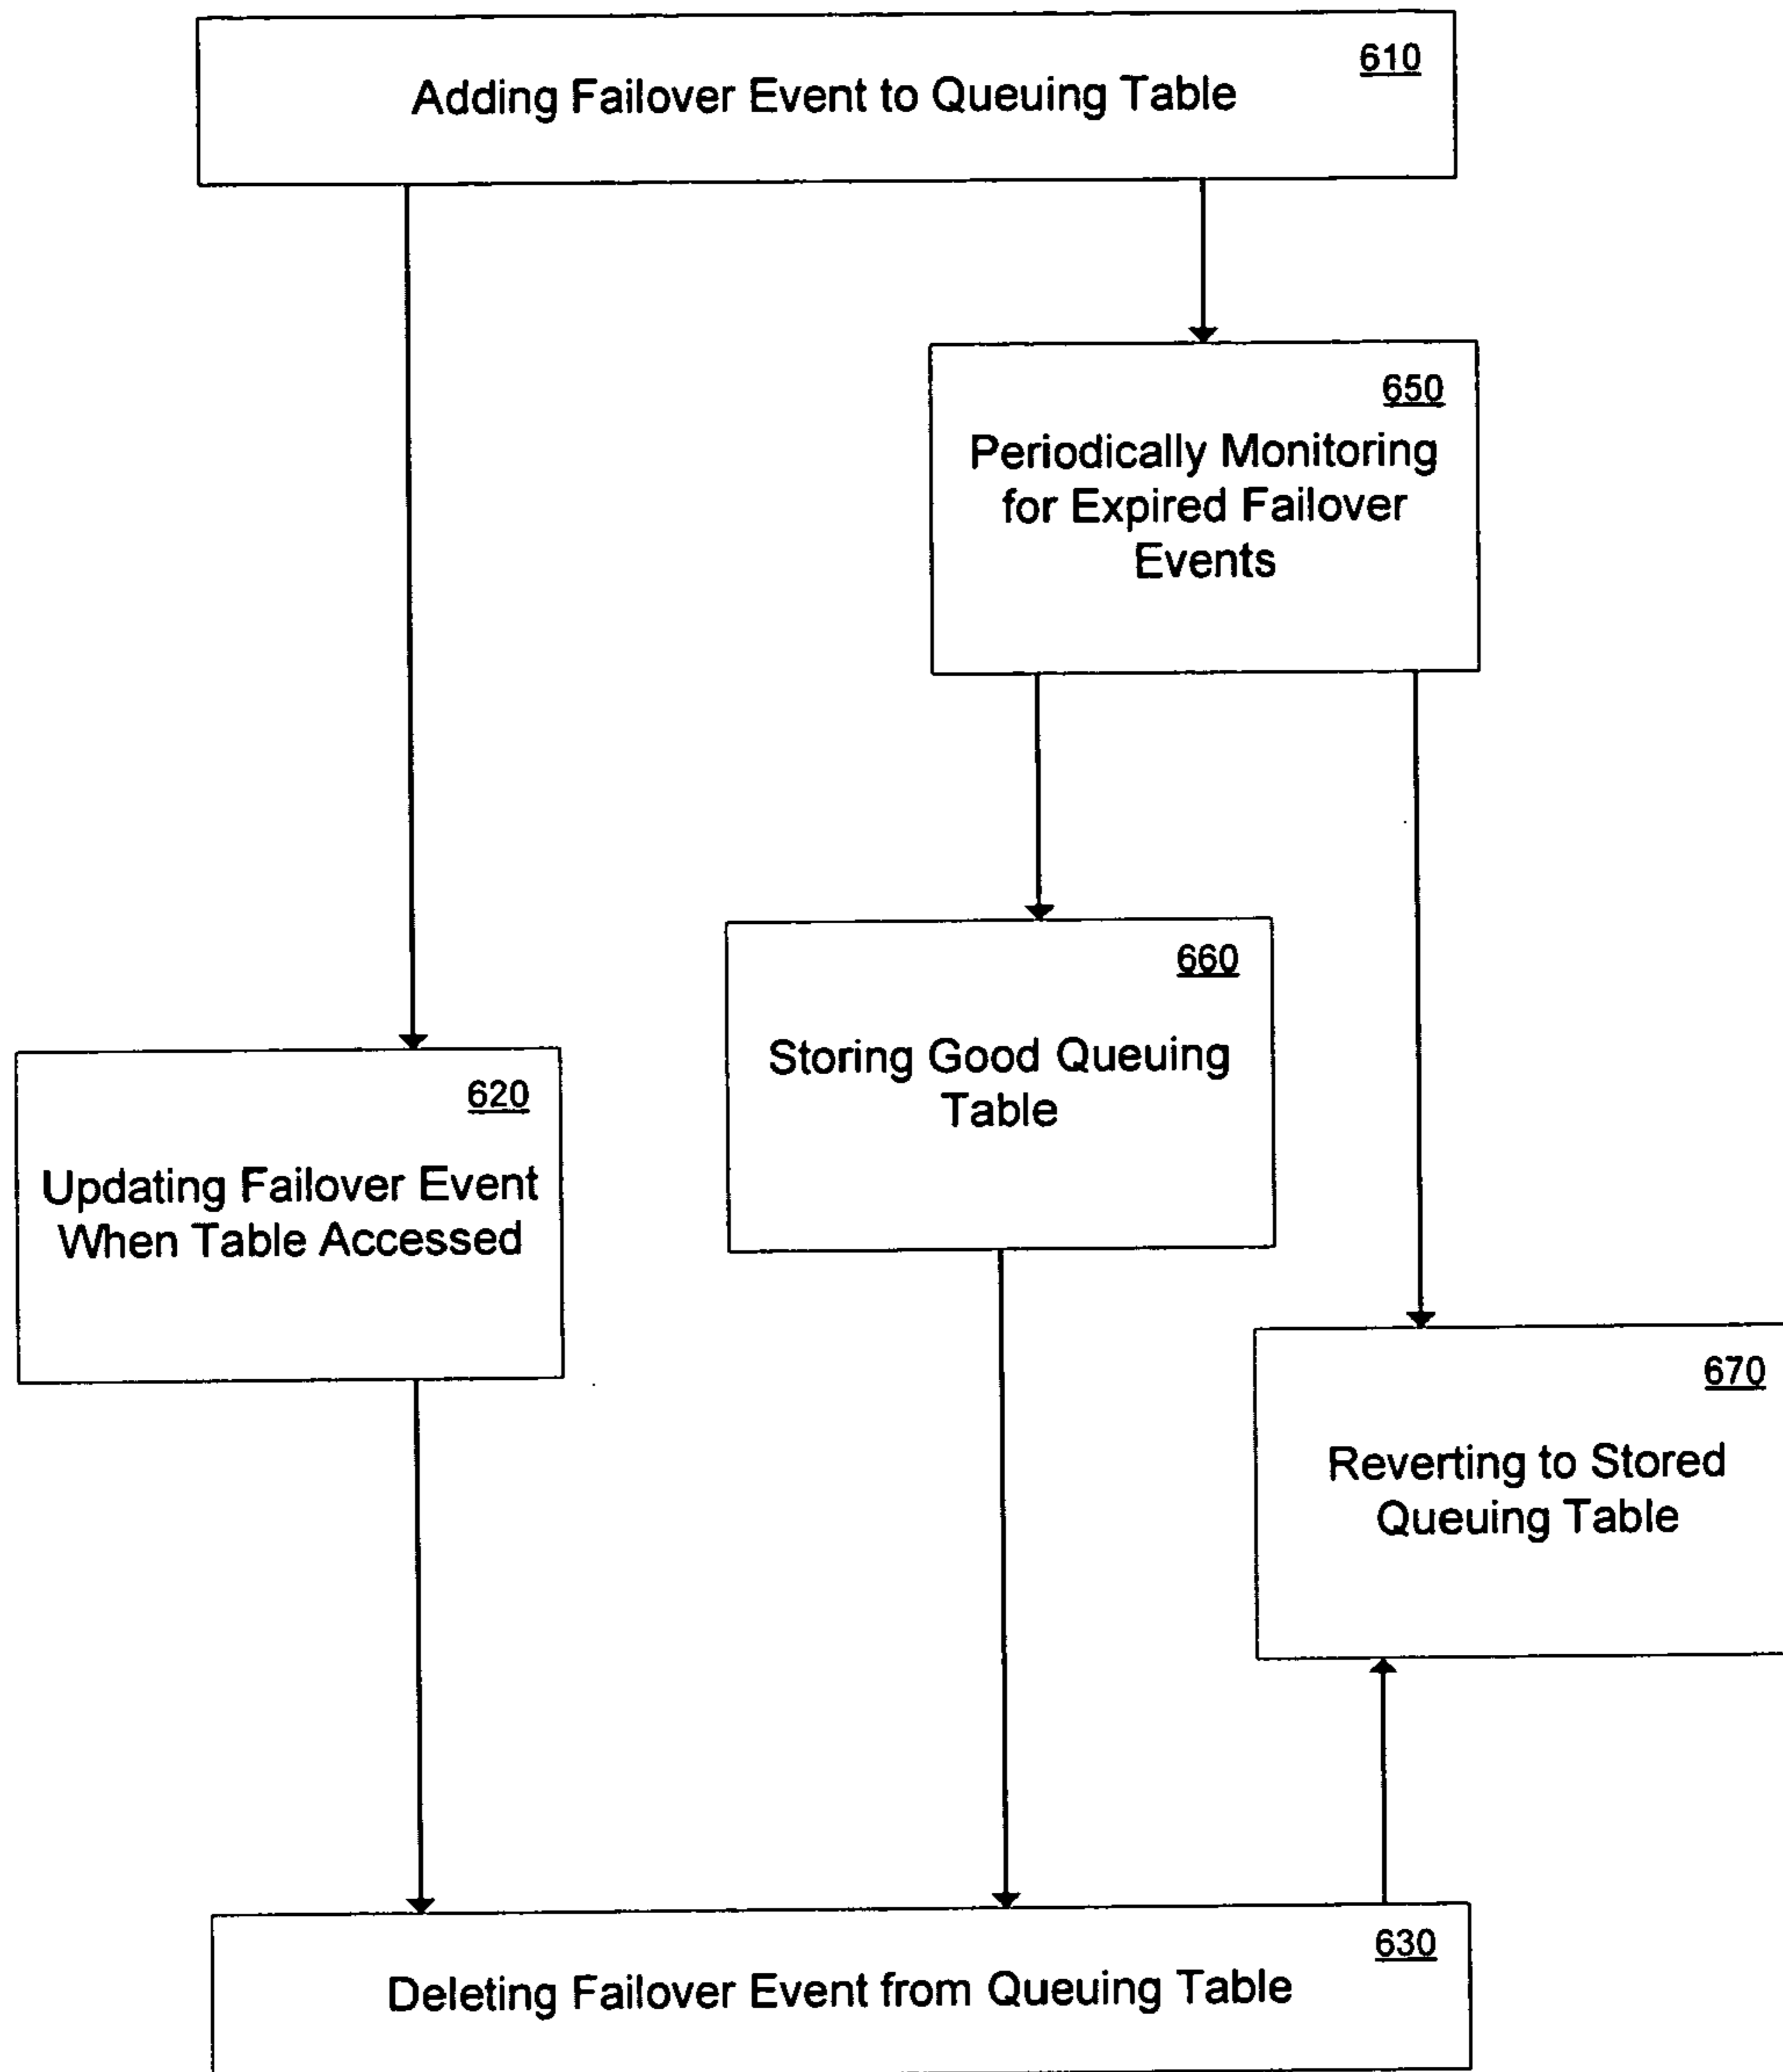 610
Adding Failover Event to Queuing Table
650
Periodically Monitoring
for Expired Failover
Events
660
Storing Good Queuing
Table
620
Updating Failover Event
When Table Accessed
670
Reverting to Stored
Queuing Table
630
Deleting Failover Event from Queuing Table